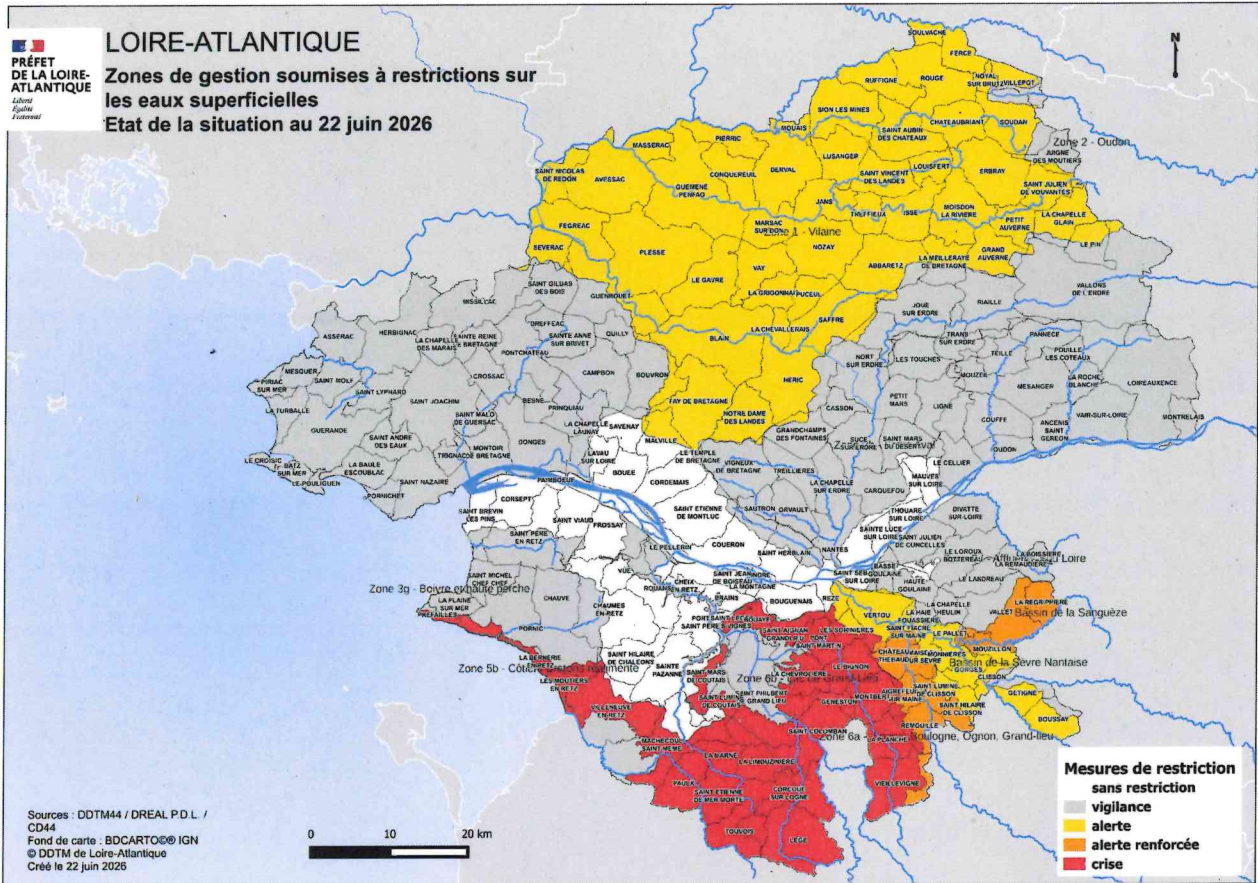 PRÉFET
DE LA LOIRE-
ATLANTIQUE
Liberté
Égalité
Fraternité
LOIRE-ATLANTIQUE
Zones de gestion soumises à restrictions sur
les eaux superficielles
Etat de la situation au 22 juin 2026
N
SOULVACHE
FERCE
RUFFIGNE
ROUGE
NOYAL
SUR BRUTZ
VILLEPOT
SION LES MINES
MOUAIS
SAINT AUBIN
DES CHATEAUX
CHATEAUBRIANT
SOUDAN
Zone 2 - Oudon
JUIGNE
DES MOUTIERS
PIERRIC
MASSERAC
SAINT NICOLAS
DE REDON
AVESSAC
CONQUEREUIL
DERVAL
LUSANGER
LOUISFERT
SAINT VINCENT
DES LANDES
ERBRAY
SAINT JULIEN
DE VOUVANTES
GUEMENE
PENFAO
JANS
TREFFIEUX
ISSE
MOISDON
LA RIVIERE
PETIT
AUVERNE
LA CHAPELLE
GLAIN
FEGREAC
MARSAC
SUR DON
Zone 1 - Vilaine
SEVERAC
PLESSE
NOZAY
GRAND
AUVERNE
LE PIN
VAY
ABBARETZ
LA MEILLERAYE
DE BRETAGNE
LE GAVRE
LA GRIGONNAIS
PUCEUL
SAINT GILDAS
DES BOIS
GUENROUET
MISSILLAC
VALLONS
DE L'ERDRE
RIAILLE
JOUE
SUR ERDRE
SAFFRE
LA CHEVALLERAIS
BLAIN
DREFFEAC
ASSERAC
HERBIGNAC
LA CHAPELLE
DES MARAIS
SAINTE REINE
DE BRETAGNE
SAINTE ANNE
SUR BRIVET
QUILLY
PONTCHATEAU
TRANS
SUR ERDRE
PANNECE
TEILLE
POUILLE
LES COTEAUX
NORT
SUR ERDRE
LES TOUCHES
MOUZEIL
MESQUER
PIRIAC
SUR MER
SAINT MOLF
CROSSAC
CAMPBON
BOUVRON
HERIC
LA ROCHE
BLANCHE
MESANGER
LOIREAUXENCE
SAINT LYPHARD
SAINT JOACHIM
BESNE
PRINQUIAU
FAY DE BRETAGNE
NOTRE DAME
DES LANDES
CASSON
PETIT
MARS
LIGNE
COUFFE
VAIR-SUR-LOIRE
MONTRELAIS
ANCENIS
SAINT
GEREON
LA TURBALLE
GUERANDE
SAINT MALO
DE GUERSAC
LA CHAPELLE
LAUNAY
SAVENAY
MALVILLE
GRANDCHAMPS
DES FONTAINES
SUCE
SUR ERDRE
SAINT MARS
DU DESERT
OUDON
SAINT ANDRE
DES EAUX
MONTOIR
DE BRETAGNE
TRIGNAC
DONGES
LAVAU
SUR LOIRE
BOUEE
LE TEMPLE
DE BRETAGNE
VIGNEUX
DE BRETAGNE
TREILLIERES
LE CELLIER
MAUVES
SUR LOIRE
LE CROISIC
BATZ
SUR MER
LE POULIGUEN
LA BAULE
ESCOUBLAC
SAINT NAZAIRE
PORNICHET
PAIMBOEUF
CORDEMAIS
LA CHAPELLE
SUR ERDRE
CARQUEFOU
CORSEPT
SAINT BREVIN
LES PINS
SAINT VIAUD
FROSSAY
SAINT ETIENNE
DE MONTLUC
SAUTRON
ORVAULT
THOUARE
SUR LOIRE
DIVATTE
SUR-LOIRE
SAINTE LUCE
SUR LOIRE
SAINT JULIEN
DE CONCELLES
SAINT PÈRE
EN RETZ
LE PELLERIN
COUERON
SAINT HERBLAIN
NANTES
LE LOROUX
BOTTEREAU
LA BOISSIERE
LA REMAUDIERE
SAINT MICHEL
CHEF CHEF
VUE
ROUANS
CHEIX
EN RETZ
SAINT JEAN
DE BOISEAU
LA MONTAGNE
BRAINS
BOUGUENAIS
REZE
BASSE
GOULAINE
HAUTE
GOULAINE
LE LANDREAU
Zone 3g - Boivre et haute perche
LA PLAINE
SUR MER
PREFAILLES
CHAUVE
CHAUMES
EN RETZ
PORNIC
VERTOU
LA HAIE
FOUASSIERE
LA CHAPELLE
HEULIN
VALLET
LA REGRIPPIERE
Bassin de la Sanguèze
SAINT AIGNAN
GRANDLIEU
PONT
SAINT MARTIN
LES SORINIERES
SAINT FIACRE
SUR MAINE
LE PALLET
MOUZILLON
MONNIERES
GORGES
Bassin de la Sèvre Nantaise
SAINT HILAIRE
DE CHALEONS
SAINTE
PAZANNE
LA BERNERIE
EN RETZ
LES MOUTIERS
EN RETZ
SAINT MARS
DE COUTAIS
LE BIGNON
LA CHEVROLIERE
CLISSON
GETIGNE
VILLENEUVE
EN RETZ
SAINT LUMINE
DE COUTAIS
SAINT PHILBERT
DE GRAND LIEU
GENESTON
MONTBERT
AIGREFEUILLE
SUR MAINE
SAINT LUMINE
DE CLISSON
SAINT HILAIRE
DE CLISSON
BOUSSAY
MACHECOUL
SAINT-MEME
SAINT COLOMBAN
REMOUILLE
LA PLANCHE
Boulogne, Ognon, Grand-lieu
LA MARNE
LA LIMOUZINIERE
PAULX
SAINT ETIENNE
DE MER MORTE
CORCOUE
SUR LOGNE
VIEILLEVIGNE
TOUVOIS
LEGE
Mesures de restriction
sans restriction
vigilance
alerte
alerte renforcée
crise
Sources : DDTM44 / DREAL P.D.L. /
CD44
Fond de carte : BDCARTO©® IGN
© DDTM de Loire-Atlantique
Créé le 22 juin 2026
0 10 20 km